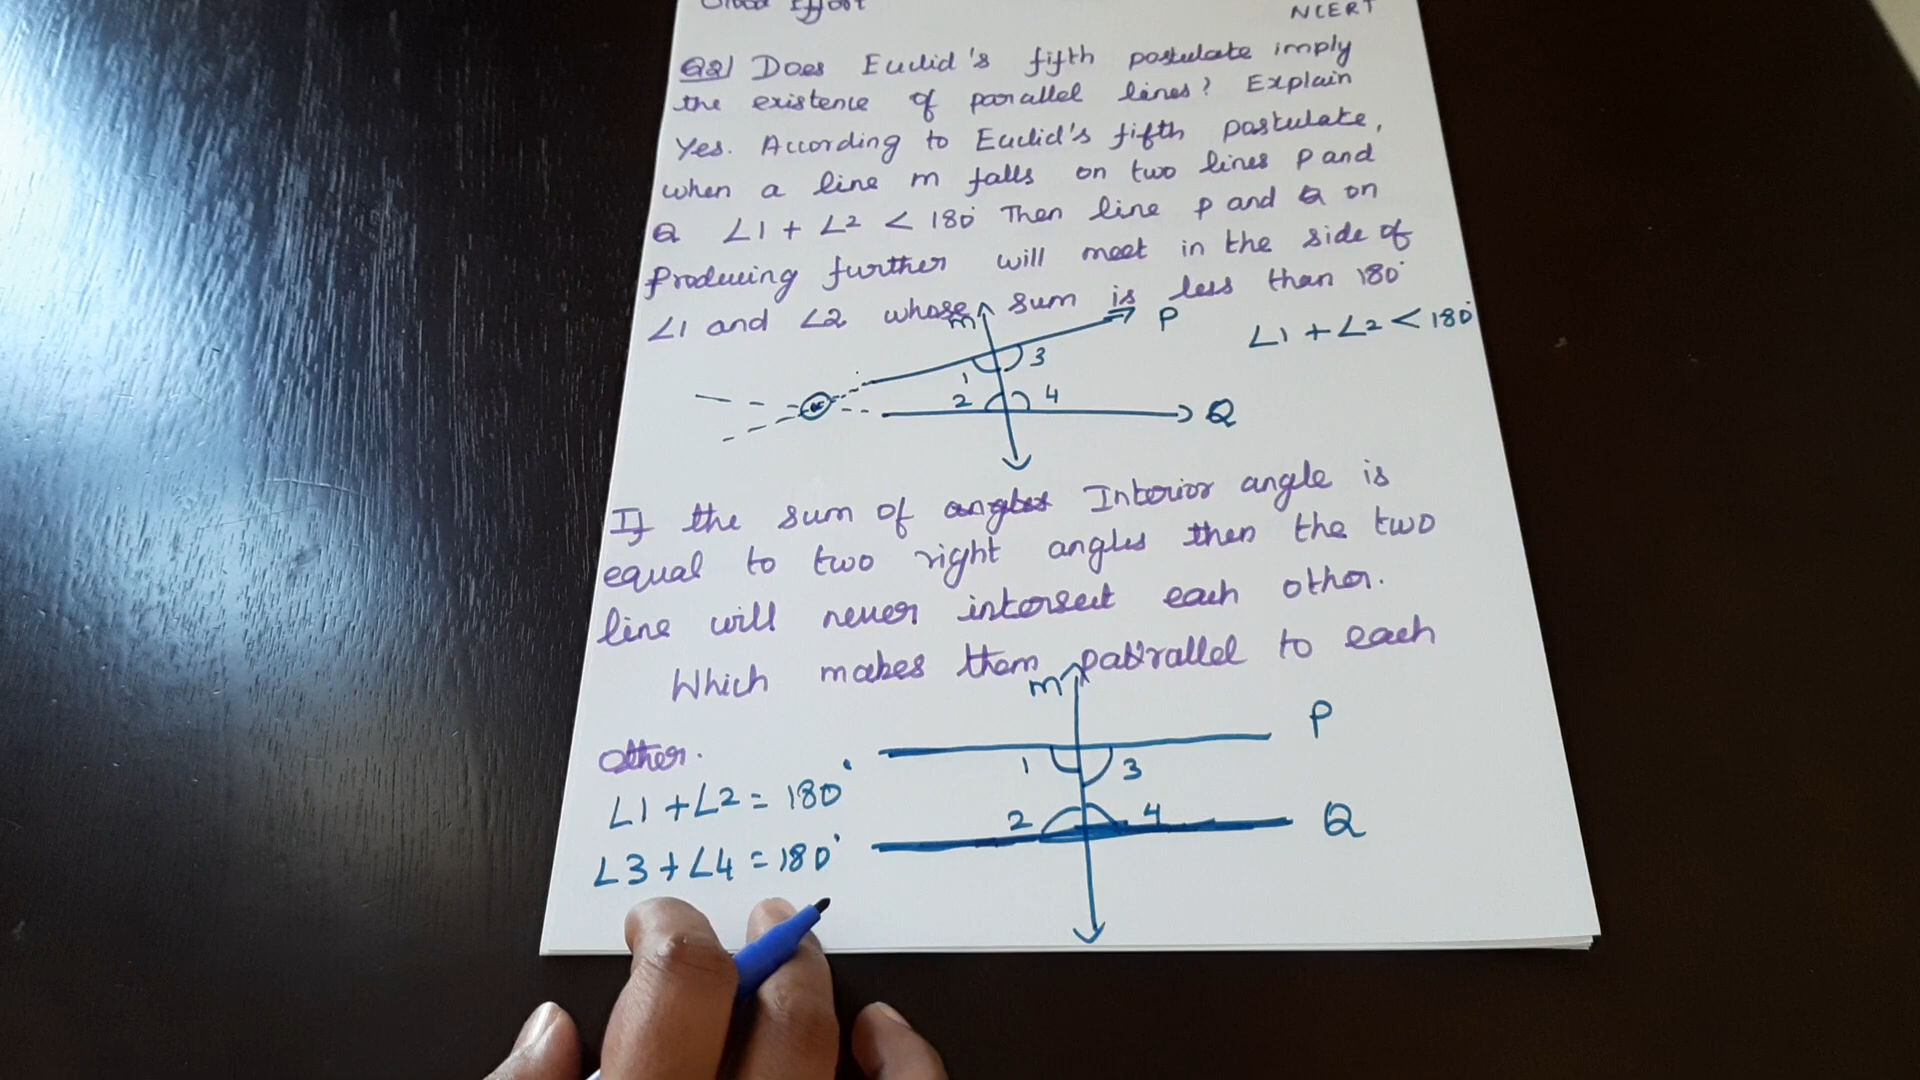 Good Effort
NCERT
Q2) Does Euclid's fifth postulate imply
the existence of parallel lines? Explain
Yes. According to Euclid's fifth postulate,
when a line m falls on two lines P and
Q ∠1 + ∠2 < 180° Then line P and Q on
Producing further will meet in the side of
∠1 and ∠2 whose sum is less than 180°
m
P
∠1 + ∠2 < 180°
1
3
2
4
Q
If the sum of angles Interior angle is
equal to two right angles then the two
line will never intersect each other.
Which makes them parallel to each
m
P
other.
1
3
∠1 + ∠2 = 180°
2
4
Q
∠3 + ∠4 = 180°